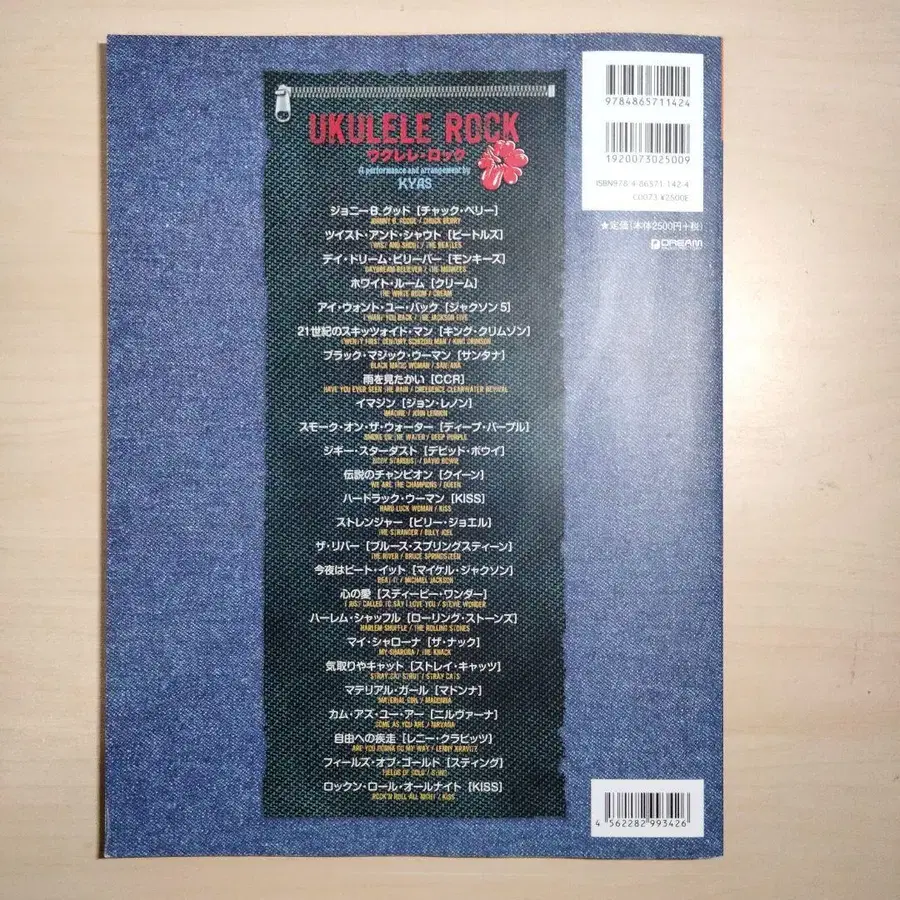 9784865711424
1920073025009
ISBN978-4-86571-142-4
C0073 ¥2500E
★定価(本体2500円+税)
DREAM
UKULELE ROCK
ウクレレ・ロック
A performance and arrangement by
KYAS
ジョニー B. グッド [チャック・ベリー]
JOHNNY B. GOODE / CHUCK BERRY
ツイスト・アンド・シャウト [ビートルズ]
TWIST AND SHOUT / THE BEATLES
デイ・ドリーム・ビリーバー [モンキーズ]
DAYDREAM BELIEVER / THE MONKEES
ホワイト・ルーム [クリーム]
THE WHITE ROOM / CREAM
アイ・ウォント・ユー・バック [ジャクソン 5]
I WANT YOU BACK / THE JACKSON FIVE
21世紀のスキッツォイド・マン [キング・クリムゾン]
TWENTY FIRST CENTURY SCHIZOID MAN / KING CRIMSON
ブラック・マジック・ウーマン [サンタナ]
BLACK MAGIC WOMAN / SANTANA
雨を見たかい [CCR]
HAVE YOU EVER SEEN THE RAIN / CREEDENCE CLEARWATER REVIVAL
イマジン [ジョン・レノン]
IMAGINE / JOHN LENNON
スモーク・オン・ザ・ウォーター [ディープ・パープル]
SMOKE ON THE WATER / DEEP PURPLE
ジギー・スターダスト [デビッド・ボウイ]
ZIGGY STARDUST / DAVID BOWIE
伝説のチャンピオン [クイーン]
WE ARE THE CHAMPIONS / QUEEN
ハードラック・ウーマン [KISS]
HARD LUCK WOMAN / KISS
ストレンジャー [ビリー・ジョエル]
THE STRANGER / BILLY JOEL
ザ・リバー [ブルース・スプリングスティーン]
THE RIVER / BRUCE SPRINGSTEEN
今夜はビート・イット [マイケル・ジャクソン]
BEAT IT / MICHAEL JACKSON
心の愛 [スティービー・ワンダー]
I JUST CALLED TO SAY I LOVE YOU / STEVIE WONDER
ハーレム・シャッフル [ローリング・ストーンズ]
HARLEM SHUFFLE / THE ROLLING STONES
マイ・シャローナ [ザ・ナック]
MY SHARONA / THE KNACK
気取りやキャット [ストレイ・キャッツ]
STRAY CAT STRUT / STRAY CATS
マテリアル・ガール [マドンナ]
MATERIAL GIRL / MADONNA
カム・アズ・ユー・アー [ニルヴァーナ]
COME AS YOU ARE / NIRVANA
自由への疾走 [レニー・クラビッツ]
ARE YOU GONNA GO MY WAY / LENNY KRAVITZ
フィールズ・オブ・ゴールド [スティング]
FIELDS OF GOLD / STING
ロックン・ロール・オールナイト [KISS]
ROCK'N ROLL ALL NIGHT / KISS
4 562282 993426